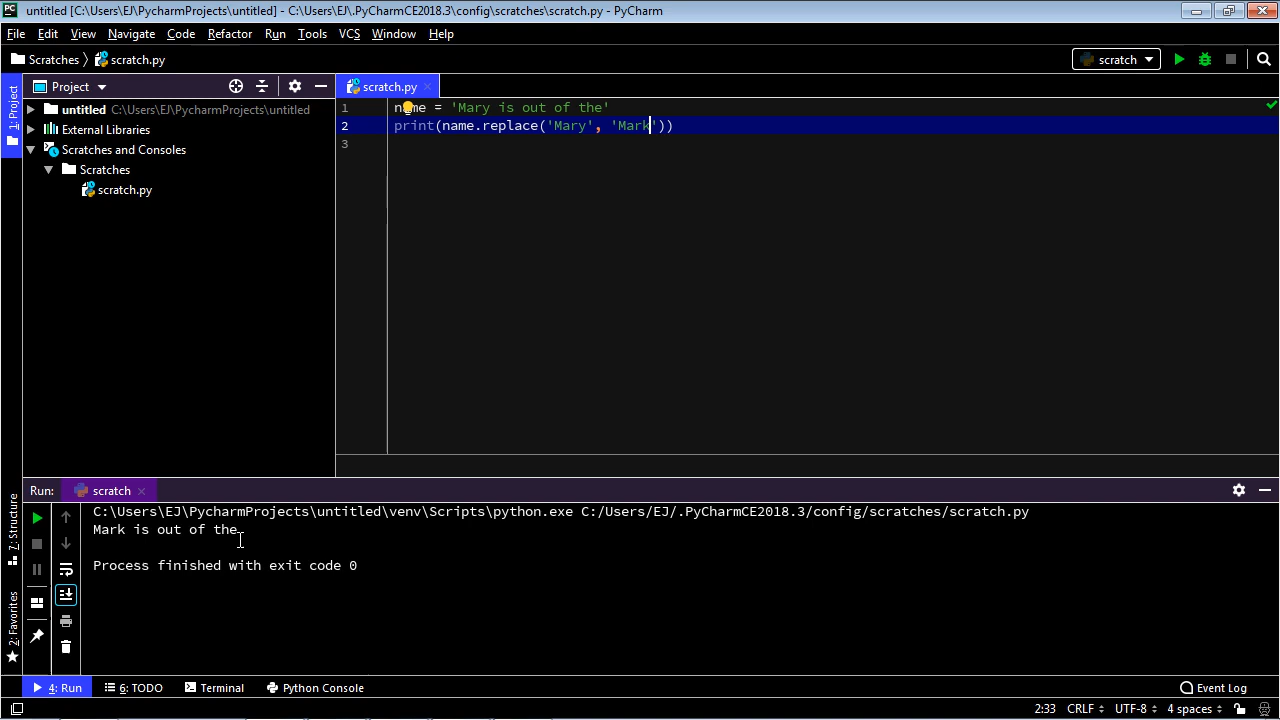 PC untitled [C:\Users\EJ\PycharmProjects\untitled] - C:\Users\EJ\.PyCharmCE2018.3\config\scratches\scratch.py - PyCharm
File Edit View Navigate Code Refactor Run Tools VCS Window Help
Scratches scratch.py scratch
1: Project
Project
scratch.py
untitled C:\Users\EJ\PycharmProjects\untitled
External Libraries
Scratches and Consoles
Scratches
scratch.py
1 name = 'Mary is out of the'
2 print(name.replace('Mary', 'Mark'))
3
Run: scratch
7: Structure
2: Favorites
C:\Users\EJ\PycharmProjects\untitled\venv\Scripts\python.exe C:/Users/EJ/.PyCharmCE2018.3/config/scratches/scratch.py
Mark is out of the
Process finished with exit code 0
4: Run 6: TODO Terminal Python Console Event Log
2:33 CRLF UTF-8 4 spaces